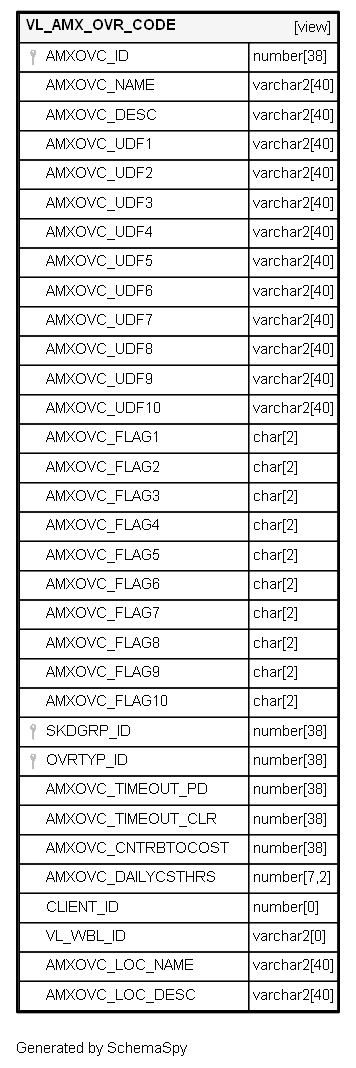 VL_AMX_OVR_CODE [view]
AMXOVC_ID number[38]
AMXOVC_NAME varchar2[40]
AMXOVC_DESC varchar2[40]
AMXOVC_UDF1 varchar2[40]
AMXOVC_UDF2 varchar2[40]
AMXOVC_UDF3 varchar2[40]
AMXOVC_UDF4 varchar2[40]
AMXOVC_UDF5 varchar2[40]
AMXOVC_UDF6 varchar2[40]
AMXOVC_UDF7 varchar2[40]
AMXOVC_UDF8 varchar2[40]
AMXOVC_UDF9 varchar2[40]
AMXOVC_UDF10 varchar2[40]
AMXOVC_FLAG1 char[2]
AMXOVC_FLAG2 char[2]
AMXOVC_FLAG3 char[2]
AMXOVC_FLAG4 char[2]
AMXOVC_FLAG5 char[2]
AMXOVC_FLAG6 char[2]
AMXOVC_FLAG7 char[2]
AMXOVC_FLAG8 char[2]
AMXOVC_FLAG9 char[2]
AMXOVC_FLAG10 char[2]
SKDGRP_ID number[38]
OVRTYP_ID number[38]
AMXOVC_TIMEOUT_PD number[38]
AMXOVC_TIMEOUT_CLR number[38]
AMXOVC_CNTRBTOCOST number[38]
AMXOVC_DAILYCSTHRS number[7,2]
CLIENT_ID number[0]
VL_WBL_ID varchar2[0]
AMXOVC_LOC_NAME varchar2[40]
AMXOVC_LOC_DESC varchar2[40]
Generated by SchemaSpy